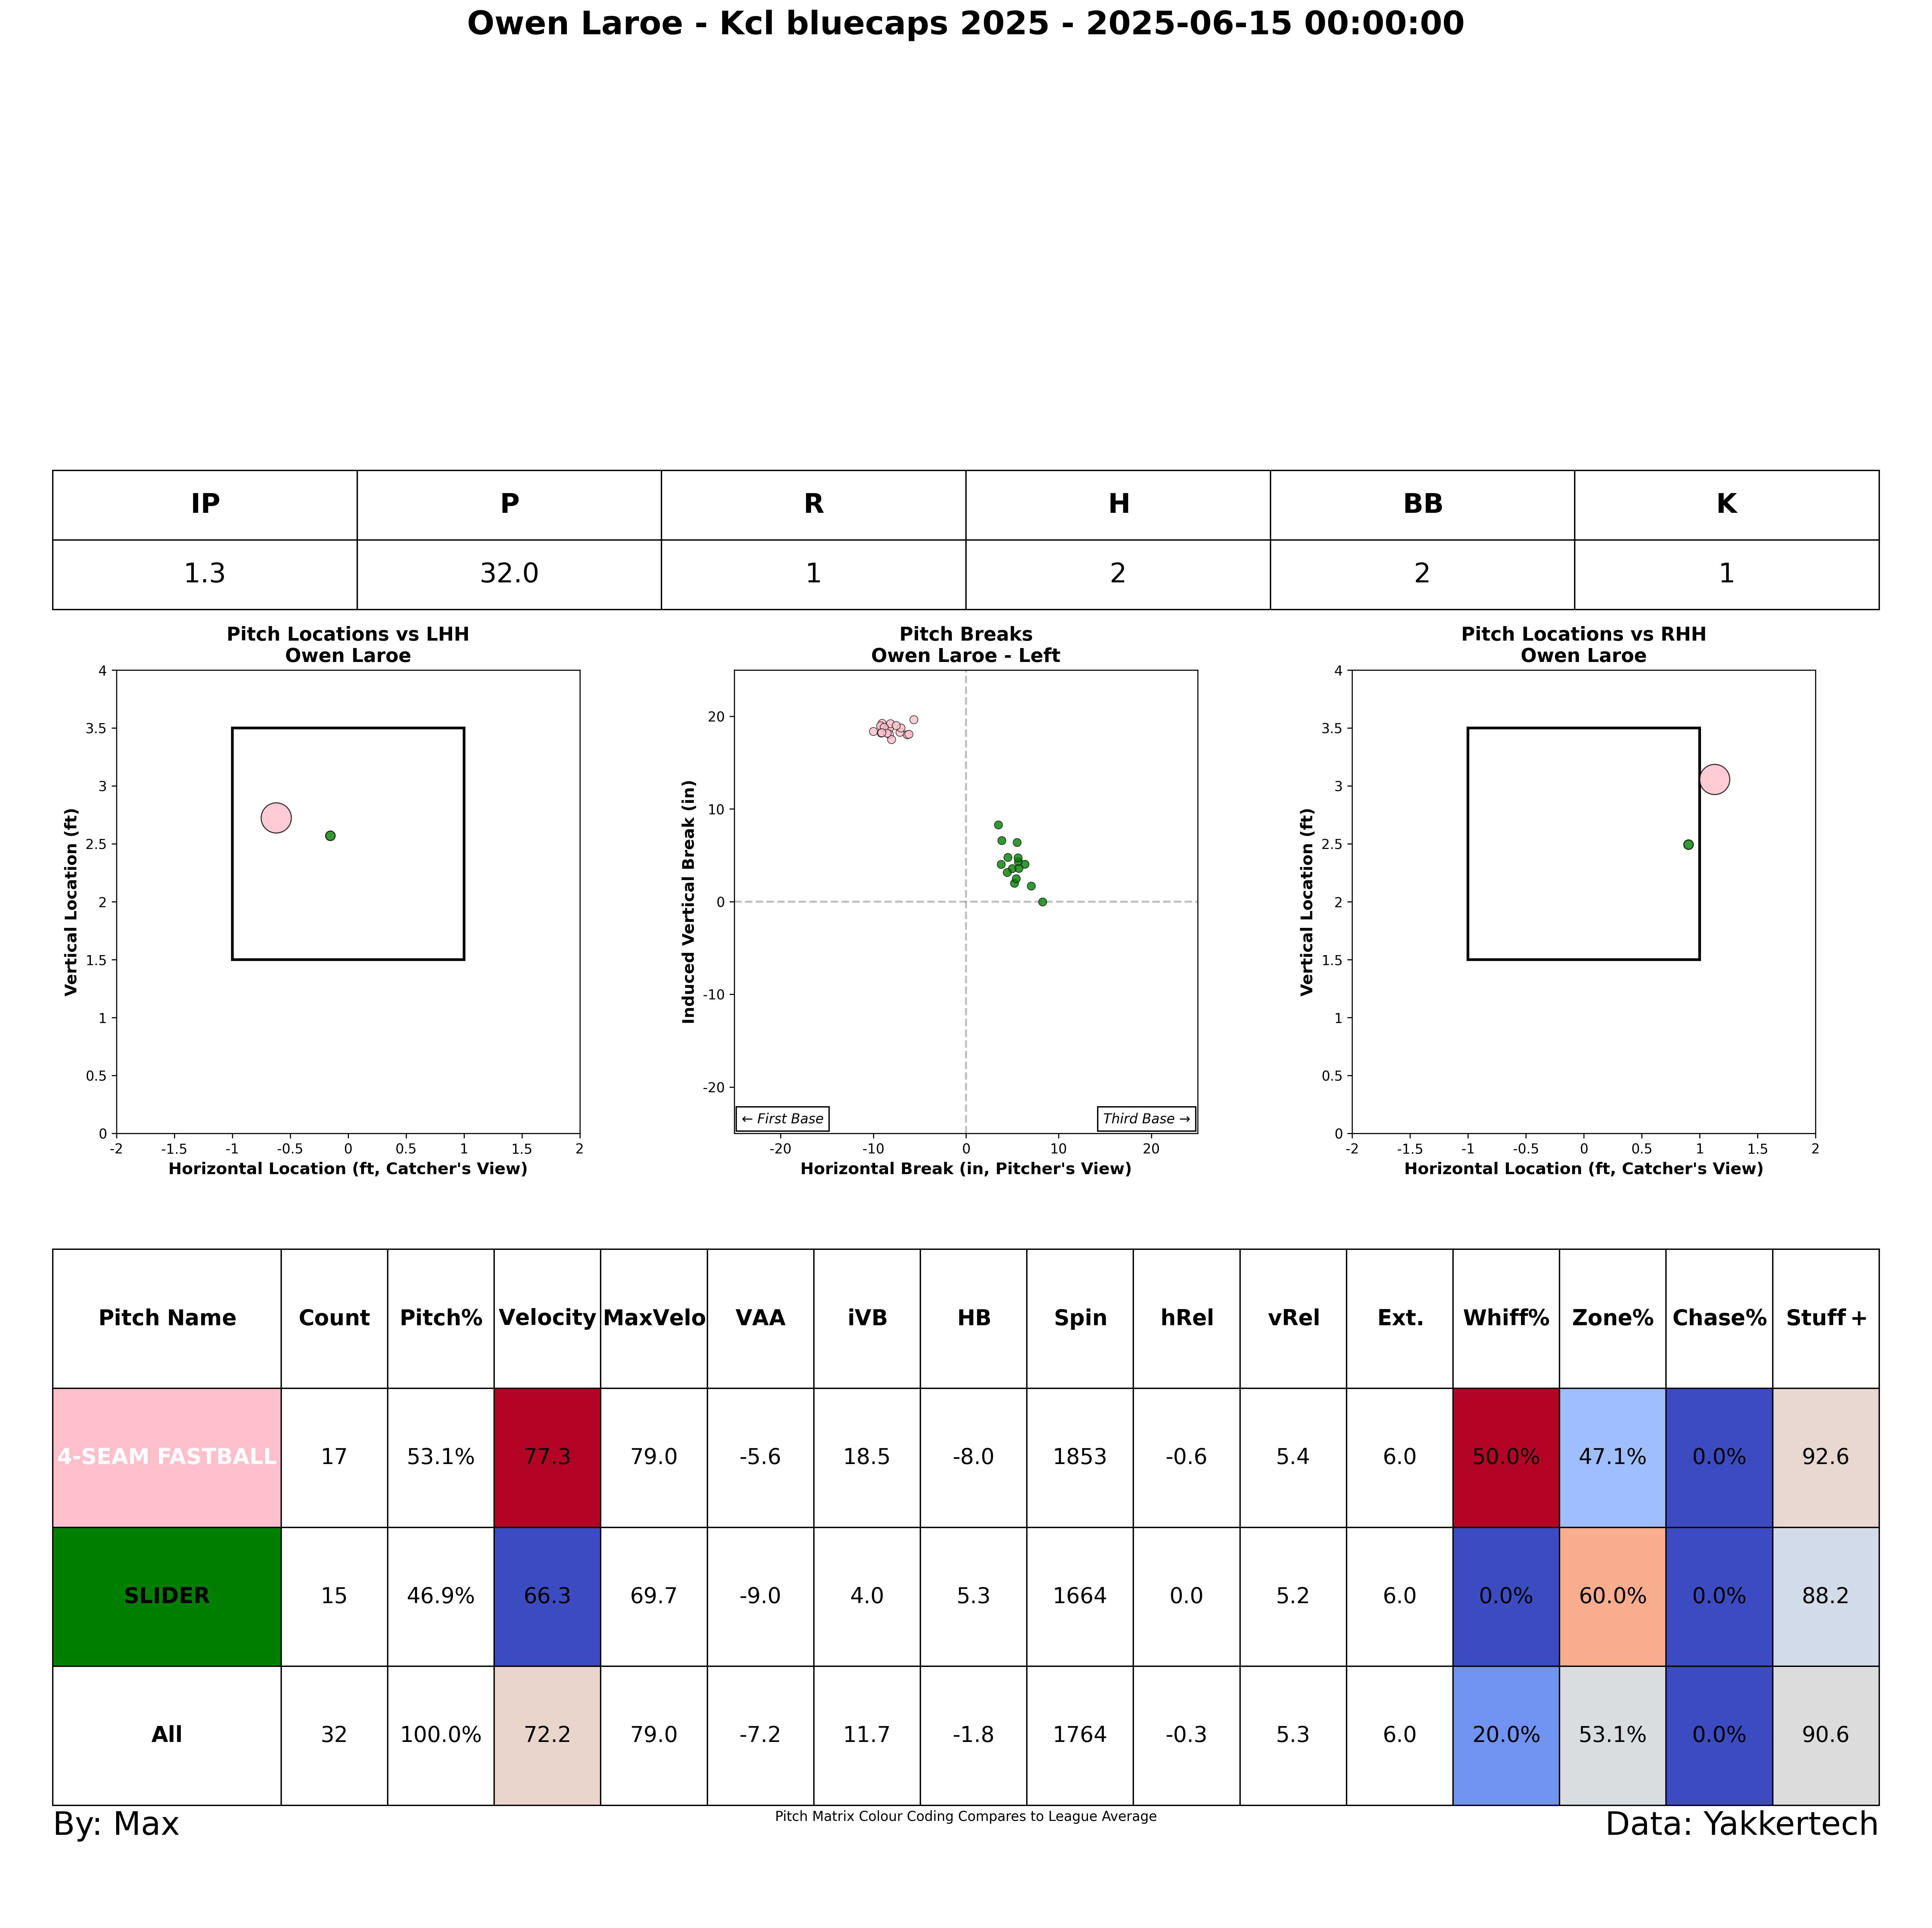 Owen Laroe - Kcl bluecaps 2025 - 2025-06-15 00:00:00
IP P R H BB K
1.3 32.0 1 2 2 1
Pitch Locations vs LHH
Owen Laroe
4
3.5
3
2.5
2
1.5
1
0.5
0
-2 -1.5 -1 -0.5 0 0.5 1 1.5 2
Vertical Location (ft)
Horizontal Location (ft, Catcher's View)
Pitch Breaks
Owen Laroe - Left
20
10
0
-10
-20
← First Base Third Base →
-20 -10 0 10 20
Induced Vertical Break (in)
Horizontal Break (in, Pitcher's View)
Pitch Locations vs RHH
Owen Laroe
4
3.5
3
2.5
2
1.5
1
0.5
0
-2 -1.5 -1 -0.5 0 0.5 1 1.5 2
Vertical Location (ft)
Horizontal Location (ft, Catcher's View)
Pitch Name Count Pitch% Velocity MaxVelo VAA iVB HB Spin hRel vRel Ext. Whiff% Zone% Chase% Stuff+
4-SEAM FASTBALL 17 53.1% 77.3 79.0 -5.6 18.5 -8.0 1853 -0.6 5.4 6.0 50.0% 47.1% 0.0% 92.6
SLIDER 15 46.9% 66.3 69.7 -9.0 4.0 5.3 1664 0.0 5.2 6.0 0.0% 60.0% 0.0% 88.2
All 32 100.0% 72.2 79.0 -7.2 11.7 -1.8 1764 -0.3 5.3 6.0 20.0% 53.1% 0.0% 90.6
By: Max
Pitch Matrix Colour Coding Compares to League Average
Data: Yakkertech